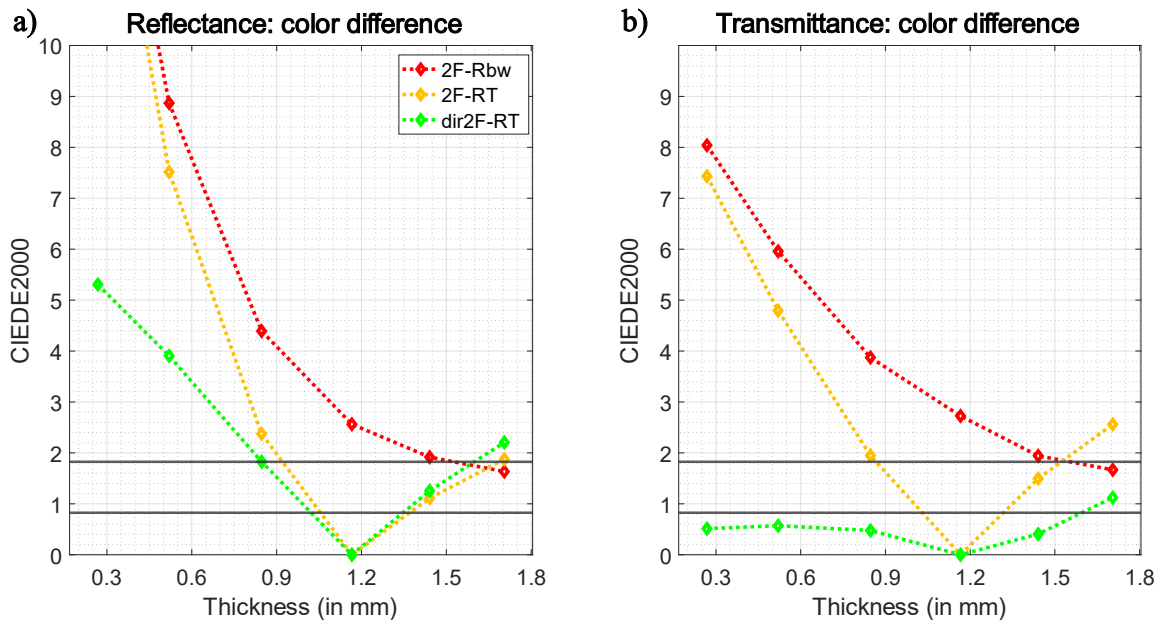 a)
Reflectance: color difference
10
9
8
7
6
5
4
3
2
1
0
CIEDE2000
2F-Rbw
2F-RT
dir2F-RT
0.3 0.6 0.9 1.2 1.5 1.8
Thickness (in mm)
b)
Transmittance: color difference
9
8
7
6
5
4
3
2
1
0
CIEDE2000
0.3 0.6 0.9 1.2 1.5 1.8
Thickness (in mm)